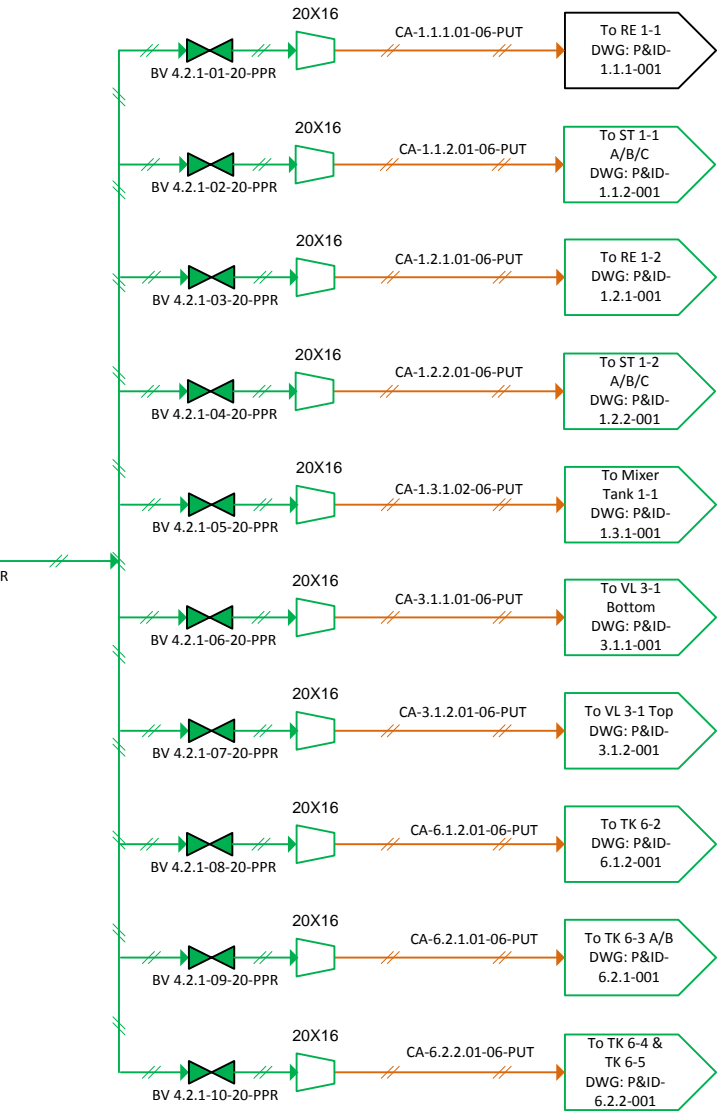 20X16
CA-1.1.1.01-06-PUT
To RE 1-1
DWG: P&ID-
1.1.1-001
BV 4.2.1-01-20-PPR
20X16
CA-1.1.2.01-06-PUT
To ST 1-1
A/B/C
DWG: P&ID-
1.1.2-001
BV 4.2.1-02-20-PPR
20X16
CA-1.2.1.01-06-PUT
To RE 1-2
DWG: P&ID-
1.2.1-001
BV 4.2.1-03-20-PPR
20X16
CA-1.2.2.01-06-PUT
To ST 1-2
A/B/C
DWG: P&ID-
1.2.2-001
BV 4.2.1-04-20-PPR
20X16
CA-1.3.1.02-06-PUT
To Mixer
Tank 1-1
DWG: P&ID-
1.3.1-001
BV 4.2.1-05-20-PPR
R
20X16
CA-3.1.1.01-06-PUT
To VL 3-1
Bottom
DWG: P&ID-
3.1.1-001
BV 4.2.1-06-20-PPR
20X16
CA-3.1.2.01-06-PUT
To VL 3-1 Top
DWG: P&ID-
3.1.2-001
BV 4.2.1-07-20-PPR
20X16
CA-6.1.2.01-06-PUT
To TK 6-2
DWG: P&ID-
6.1.2-001
BV 4.2.1-08-20-PPR
20X16
CA-6.2.1.01-06-PUT
To TK 6-3 A/B
DWG: P&ID-
6.2.1-001
BV 4.2.1-09-20-PPR
20X16
CA-6.2.2.01-06-PUT
To TK 6-4 &
TK 6-5
DWG: P&ID-
6.2.2-001
BV 4.2.1-10-20-PPR